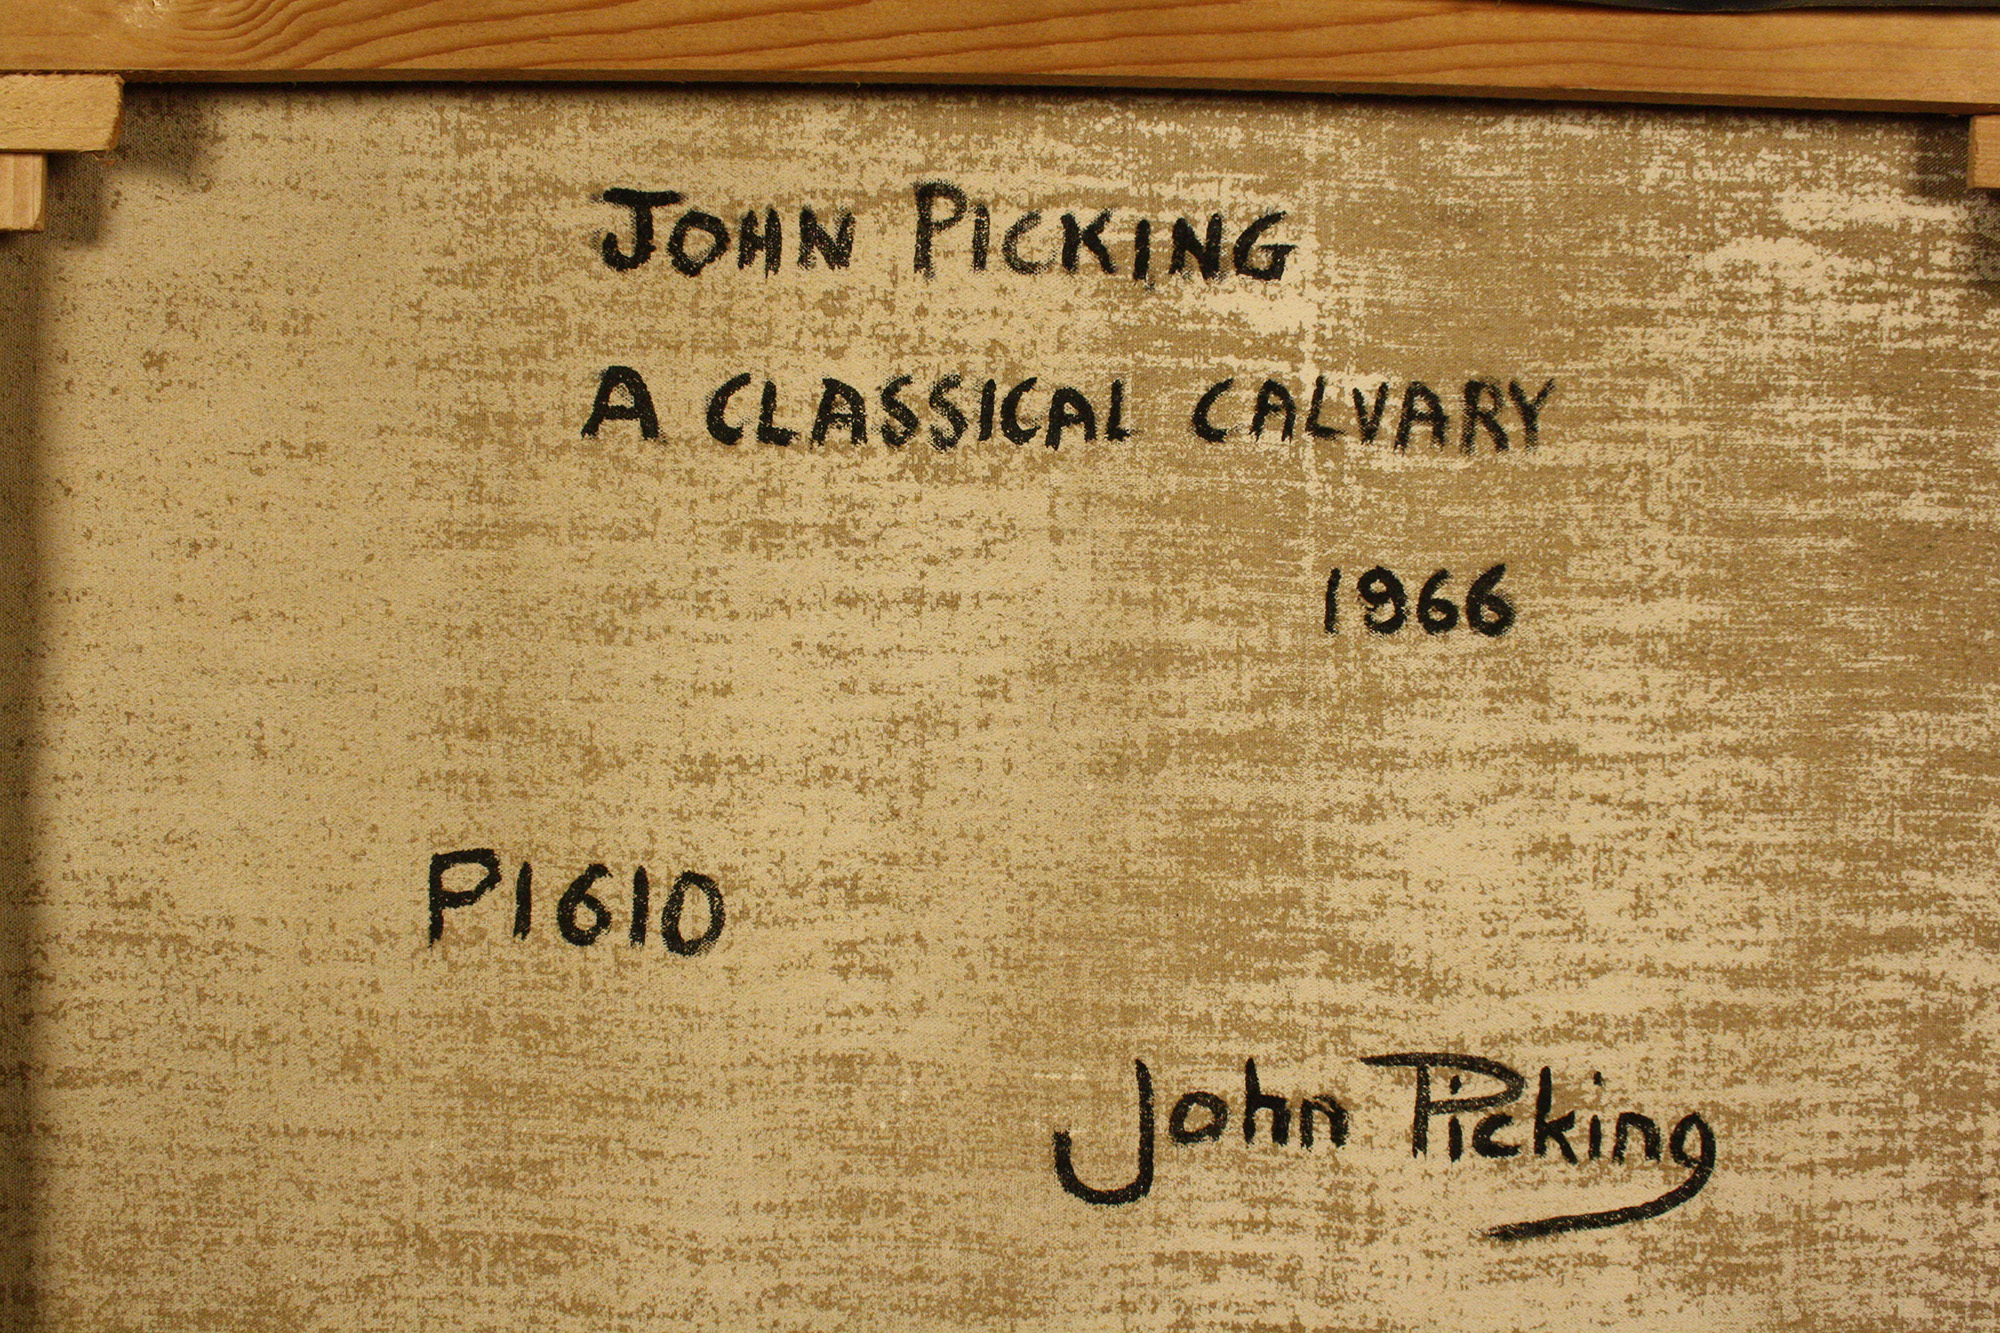 JOHN PICKING
A CLASSICAL CALVARY
1966
P1610
John Picking